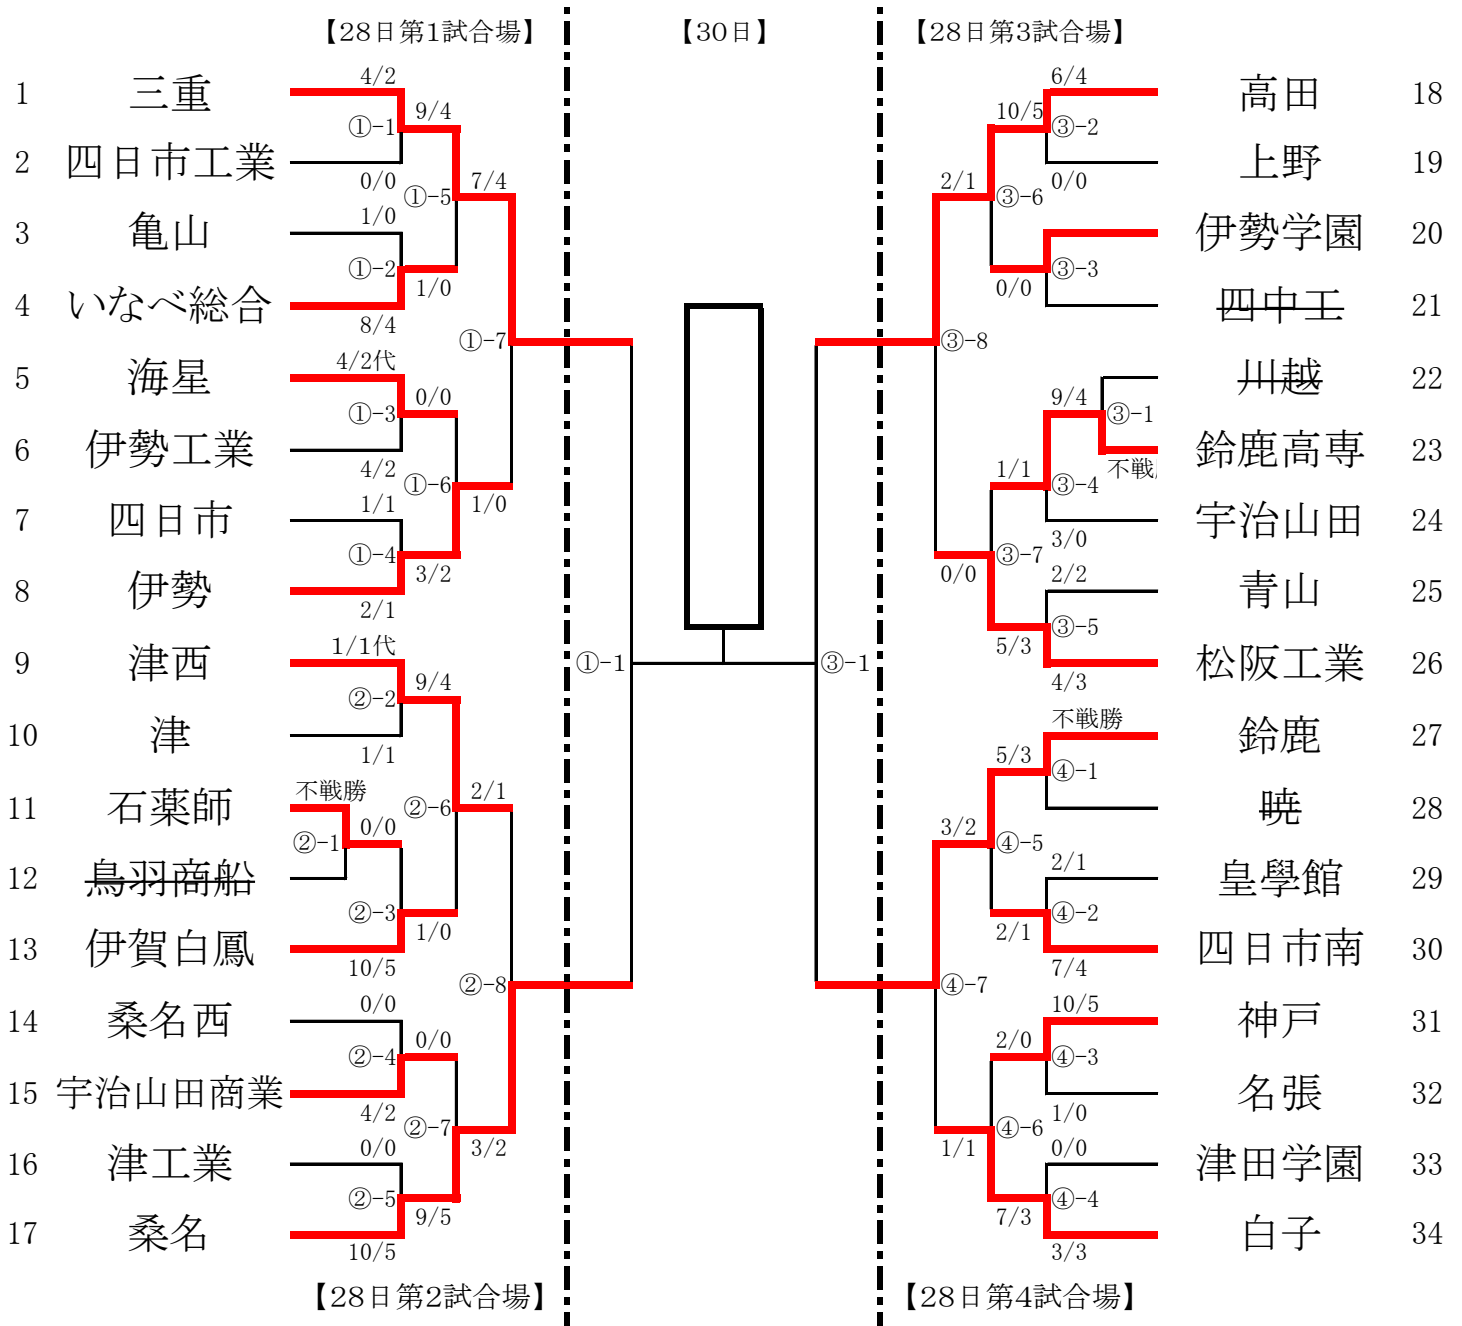 【28日第1試合場】
【30日】
【28日第3試合場】
1 三重 4/2
①-1 9/4
2 四日市工業 0/0
①-5 7/4
3 亀山 1/0
①-2 1/0
4 いなべ総合 8/4
①-7
5 海星 4/2代
①-3 0/0
6 伊勢工業 4/2
①-6 1/0
7 四日市 1/1
①-4 3/2
8 伊勢 2/1
①-1
9 津西 1/1代
②-2 9/4
10 津 1/1
②-6 2/1
11 石薬師 不戦勝
②-1 0/0
12 鳥羽商船
②-3 1/0
13 伊賀白鳳 10/5
②-8
14 桑名西 0/0
②-4 0/0
15 宇治山田商業 4/2
②-7 3/2
16 津工業 0/0
②-5 9/5
17 桑名 10/5
【28日第2試合場】
6/4 高田 18
10/5 ③-2
0/0 上野 19
2/1 ③-6
伊勢学園 20
0/0 ③-3
四中工 21
③-8
川越 22
9/4 ③-1
不戦 鈴鹿高専 23
1/1 ③-4
3/0 宇治山田 24
0/0 ③-7
2/2 青山 25
5/3 ③-5
4/3 松阪工業 26
③-1
不戦勝 鈴鹿 27
5/3 ④-1
暁 28
3/2 ④-5
2/1 皇學館 29
2/1 ④-2
7/4 四日市南 30
④-7
10/5 神戸 31
2/0 ④-3
1/0 名張 32
1/1 ④-6
0/0 津田学園 33
7/3 ④-4
3/3 白子 34
【28日第4試合場】